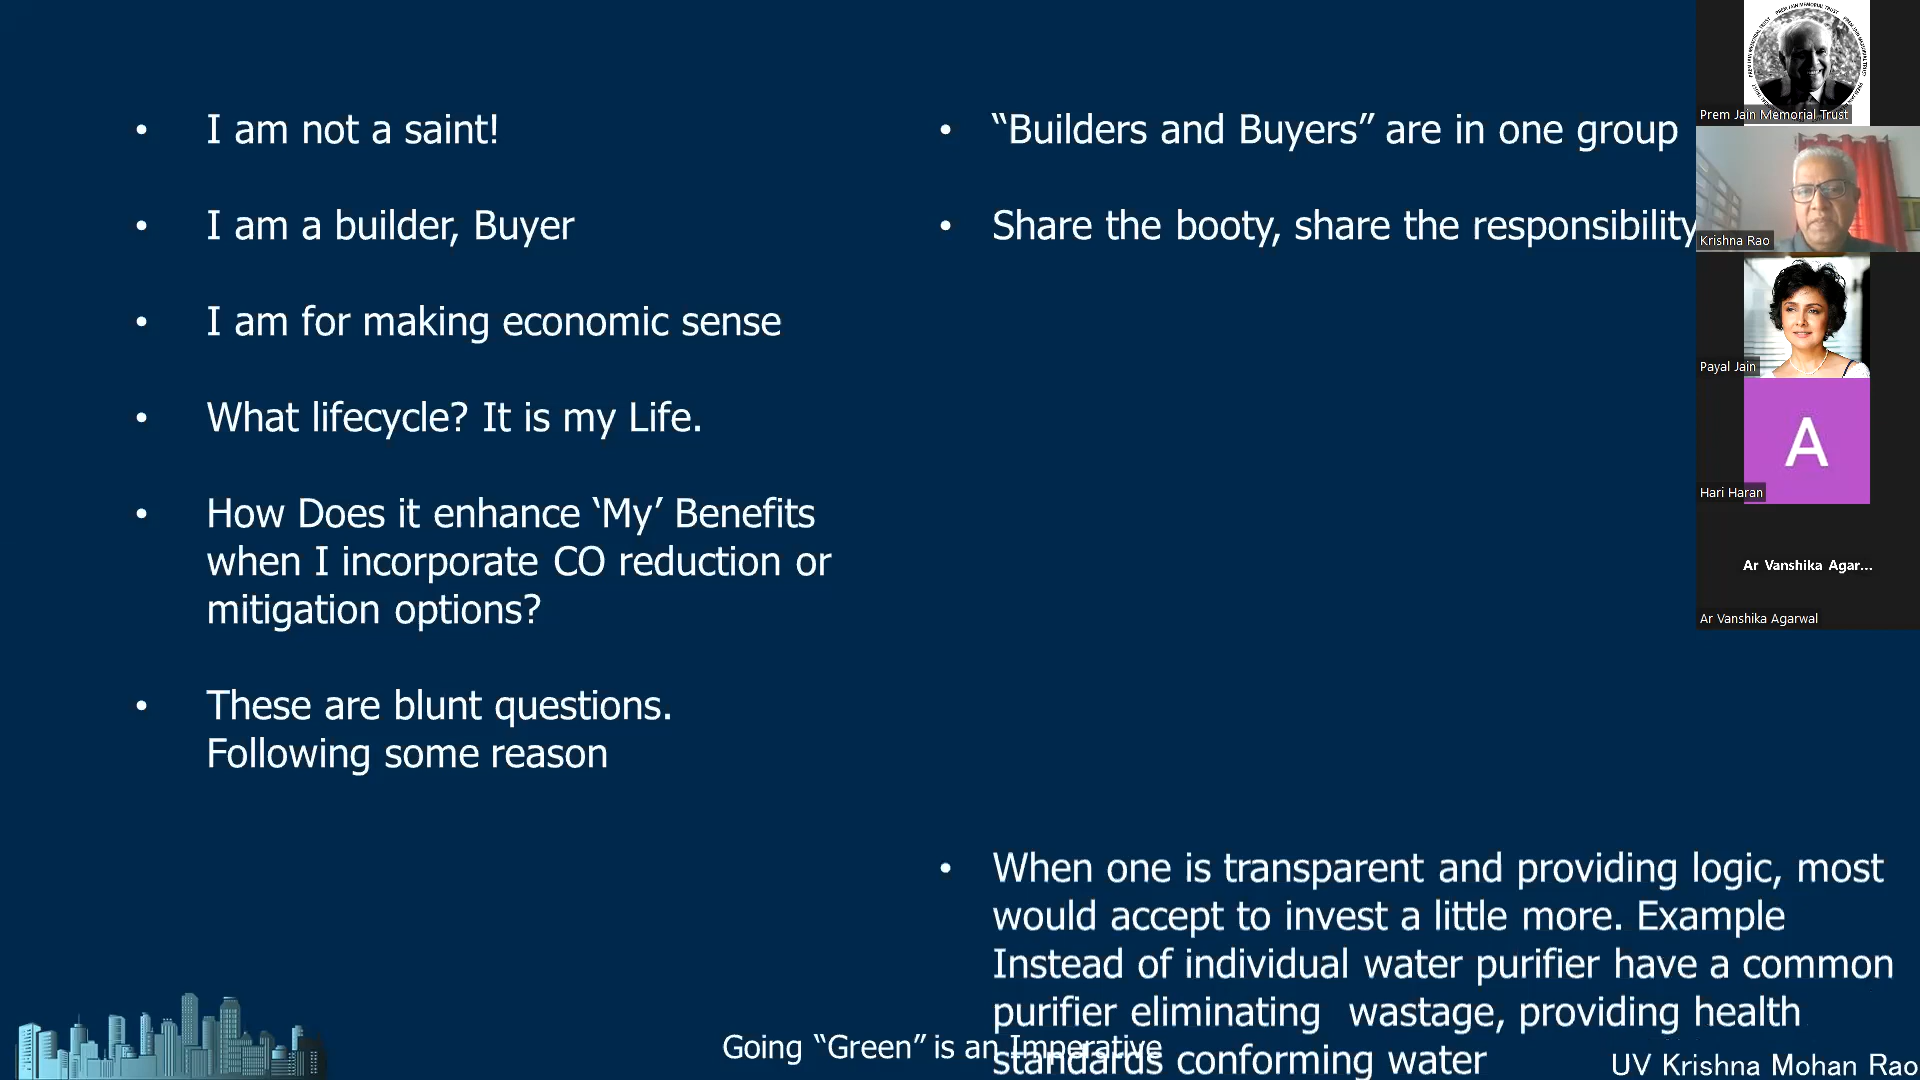 I am not a saint!
I am a builder, Buyer
I am for making economic sense
What lifecycle? It is my Life.
How Does it enhance ‘My’ Benefits
when I incorporate CO reduction or
mitigation options?
These are blunt questions.
Following some reason
“Builders and Buyers” are in one group
Share the booty, share the responsibility
When one is transparent and providing logic, most
would accept to invest a little more. Example
Instead of individual water purifier have a common
purifier eliminating  wastage, providing health
standards conforming water
Going “Green” is an Imperative
UV Krishna Mohan Rao
Prem Jain Memorial Trust
Krishna Rao
Payal Jain
A
Hari Haran
Ar Vanshika Agar...
Ar Vanshika Agarwal